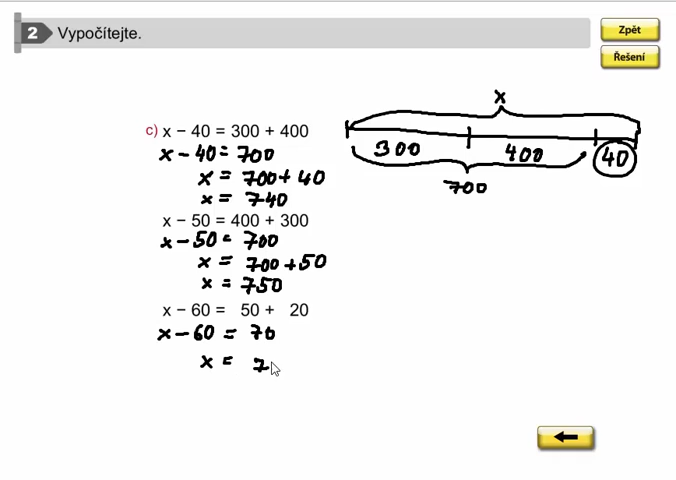 2 Vypočítejte.
Zpět
Řešení
c) x − 40 = 300 + 400
x − 40 = 700
x = 700 + 40
x = 740
x − 50 = 400 + 300
x − 50 = 700
x = 700 + 50
x = 750
x − 60 = 50 + 20
x − 60 = 70
x = 7
x
300 400 40
700